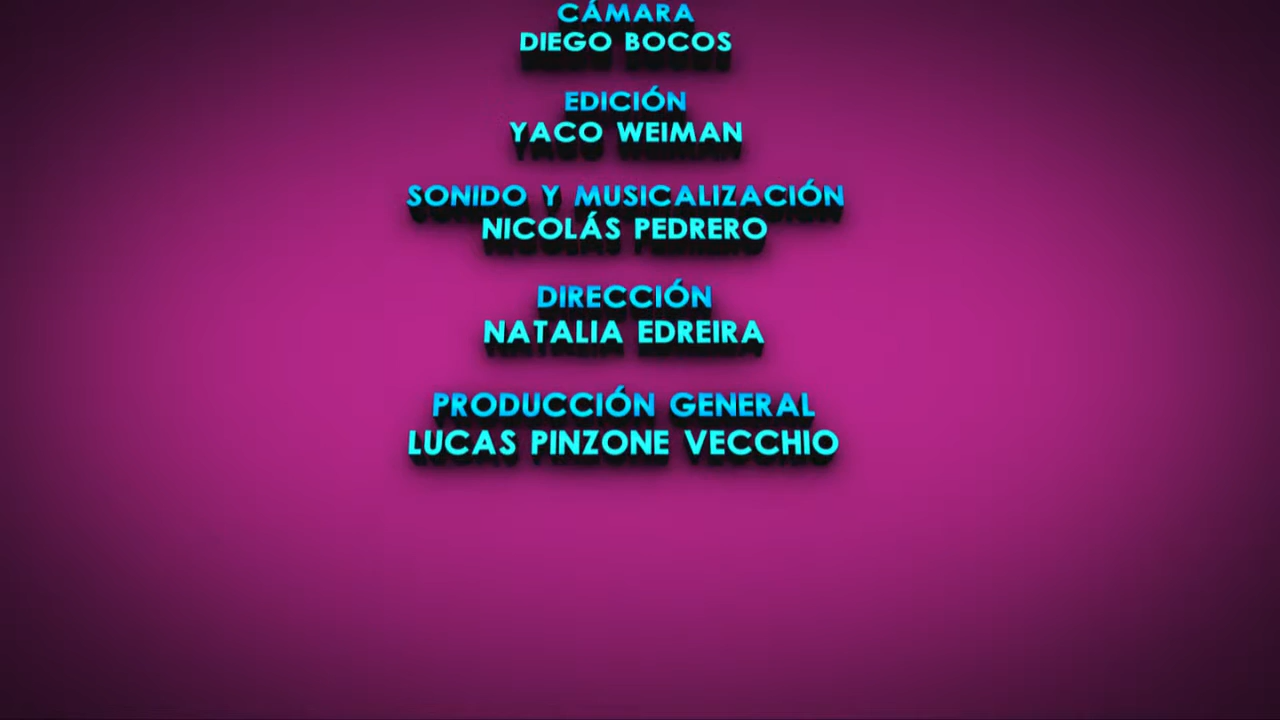 CÁMARA
DIEGO BOCOS
EDICIÓN
YACO WEIMAN
SONIDO Y MUSICALIZACIÓN
NICOLÁS PEDRERO
DIRECCIÓN
NATALIA EDREIRA
PRODUCCIÓN GENERAL
LUCAS PINZONE VECCHIO